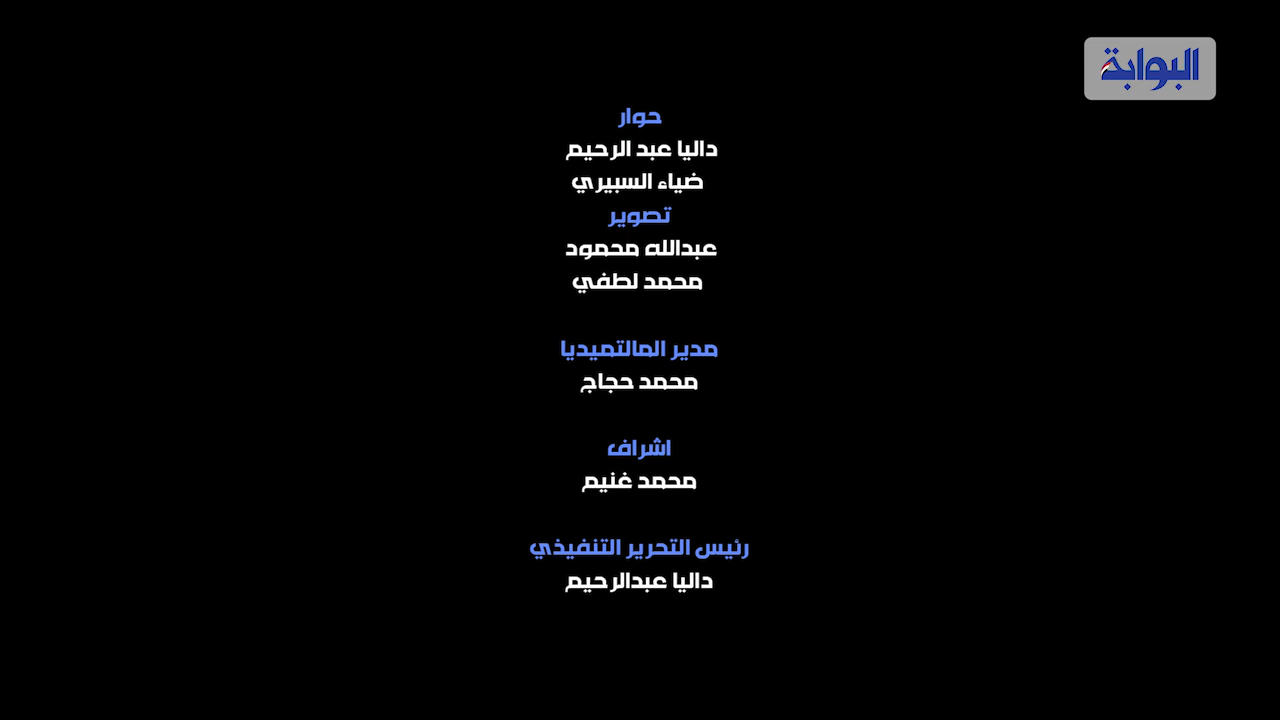 البوابة
حوار
داليا عبد الرحيم
ضياء السبيري
تصوير
عبدالله محمود
محمد لطفي
مدير المالتميديا
محمد حجاج
اشراف
محمد غنيم
رئيس التحرير التنفيذي
داليا عبدالرحيم